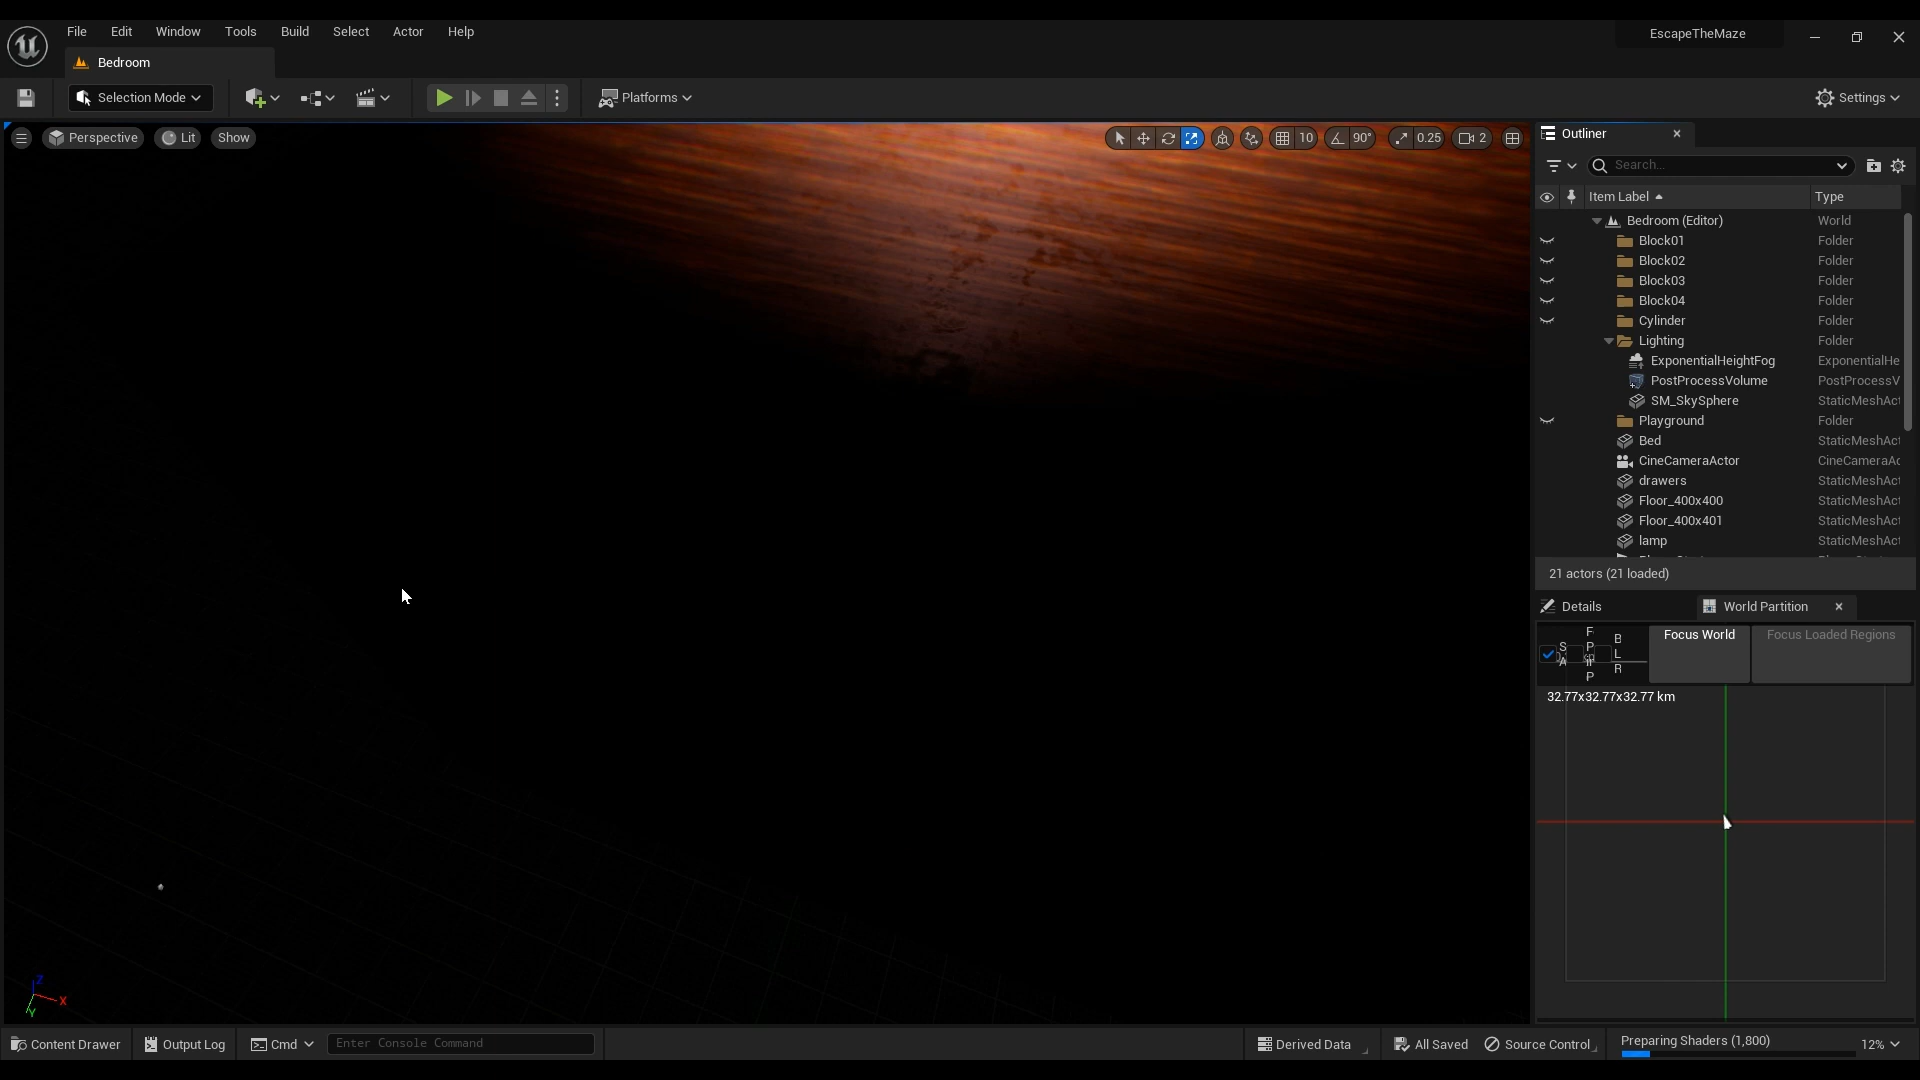 File Edit Window Tools Build Select Actor Help
EscapeTheMaze
Bedroom
Selection Mode
Platforms
Settings
Perspective Lit Show
10 90° 0.25 2
Outliner
Search...
Item Label Type
Bedroom (Editor) World
Block01 Folder
Block02 Folder
Block03 Folder
Block04 Folder
Cylinder Folder
Lighting Folder
ExponentialHeightFog ExponentialHe
PostProcessVolume PostProcessV
SM_SkySphere StaticMeshAct
Playground Folder
Bed StaticMeshAct
CineCameraActor CineCameraAc
drawers StaticMeshAct
Floor_400x400 StaticMeshAct
Floor_400x401 StaticMeshAct
lamp StaticMeshAct
21 actors (21 loaded)
Details World Partition
Focus World Focus Loaded Regions
32.77x32.77x32.77 km
Z
X
Y
Content Drawer Output Log Cmd Enter Console Command
Derived Data All Saved Source Control
Preparing Shaders (1,800) 12%